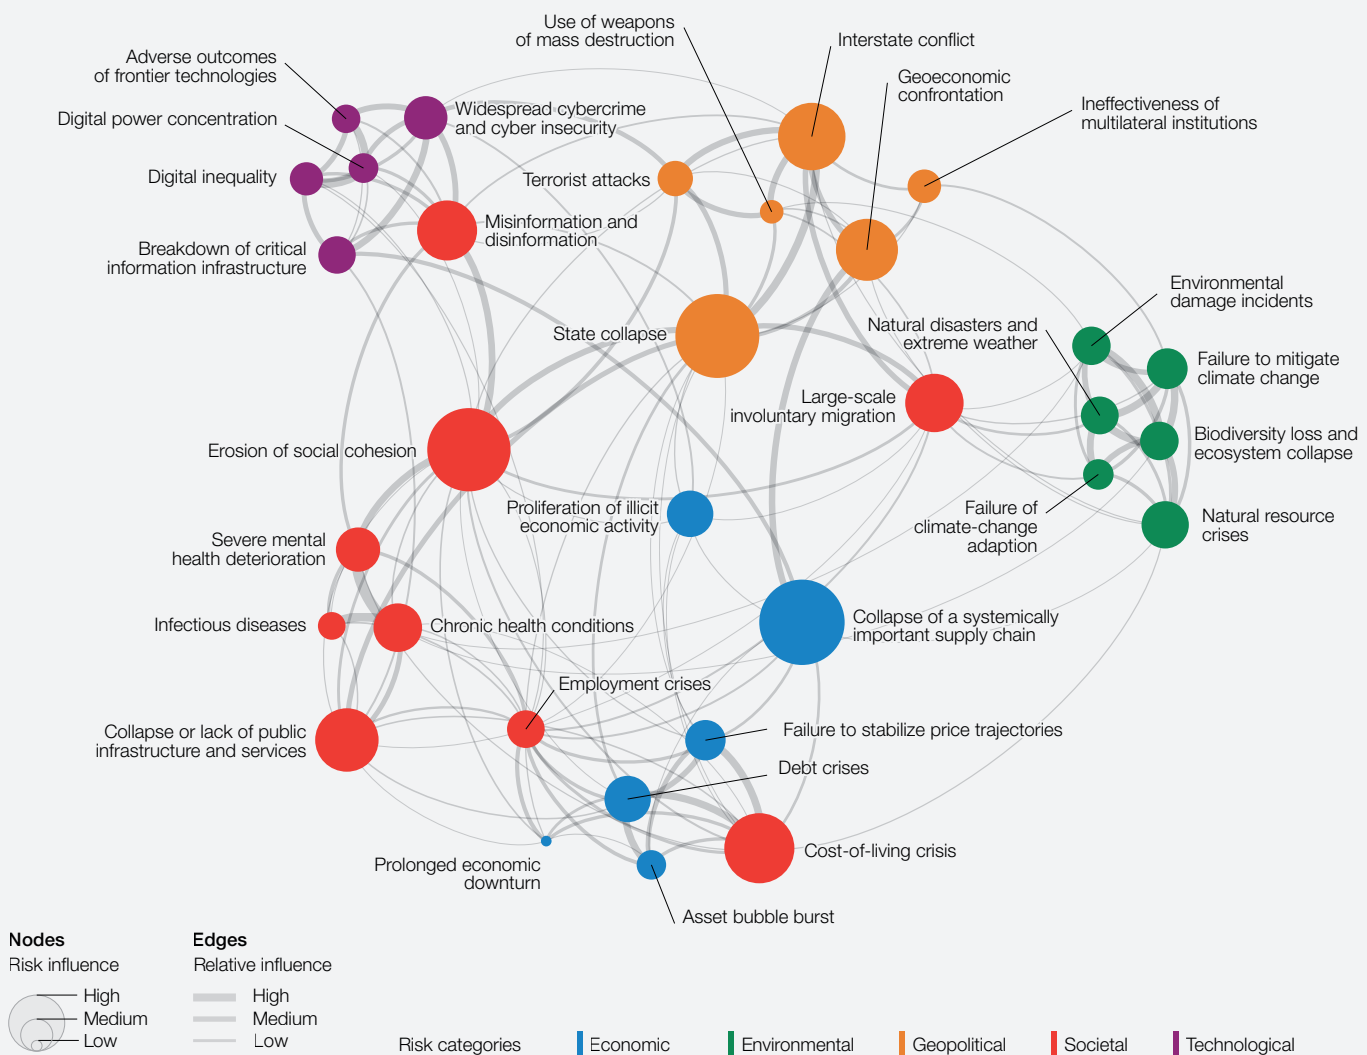 Use of weapons
of mass destruction
Interstate conflict
Adverse outcomes
of frontier technologies
Geoeconomic
confrontation
Ineffectiveness of
multilateral institutions
Digital power concentration
Widespread cybercrime
and cyber insecurity
Digital inequality
Terrorist attacks
Misinformation and
disinformation
Breakdown of critical
information infrastructure
Environmental
damage incidents
State collapse
Natural disasters and
extreme weather
Failure to mitigate
climate change
Large-scale
involuntary migration
Erosion of social cohesion
Biodiversity loss and
ecosystem collapse
Proliferation of illicit
economic activity
Failure of
climate-change
adaption
Natural resource
crises
Severe mental
health deterioration
Infectious diseases
Chronic health conditions
Collapse of a systemically
important supply chain
Employment crises
Collapse or lack of public
infrastructure and services
Failure to stabilize price trajectories
Debt crises
Prolonged economic
downturn
Cost-of-living crisis
Asset bubble burst
Nodes
Risk influence
High
Medium
Low
Edges
Relative influence
High
Medium
Low
Risk categories
Economic
Environmental
Geopolitical
Societal
Technological